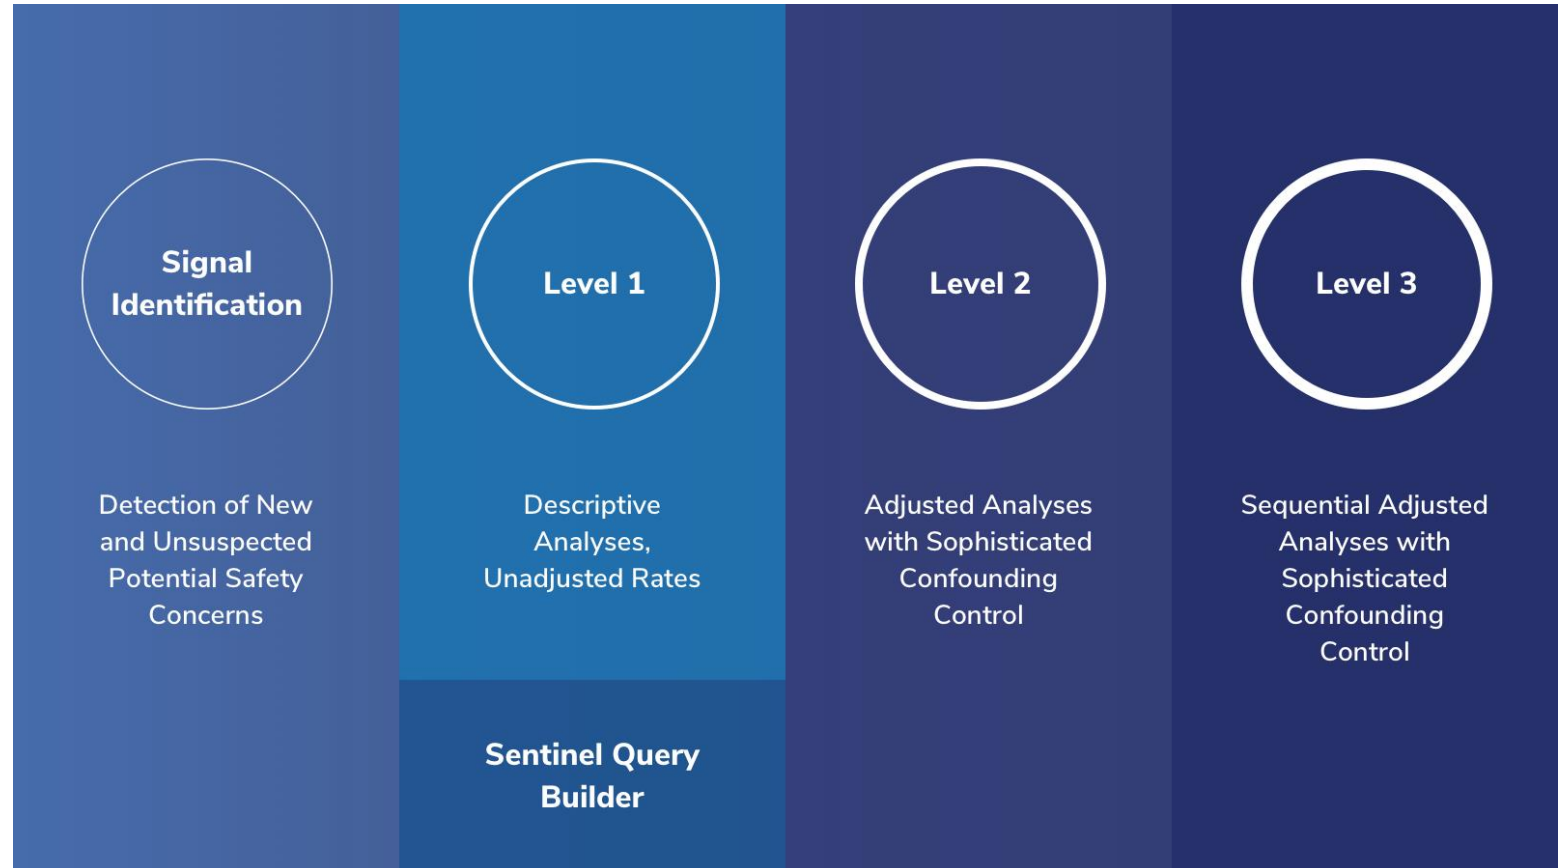 Signal
Identification
Detection of New
and Unsuspected
Potential Safety
Concerns
Level 1
Descriptive
Analyses,
Unadjusted Rates
Sentinel Query
Builder
Level 2
Adjusted Analyses
with Sophisticated
Confounding
Control
Level 3
Sequential Adjusted
Analyses with
Sophisticated
Confounding
Control